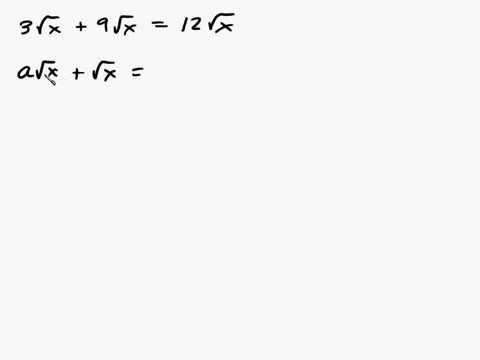 3√x + 9√x = 12√x
a√x + √x =